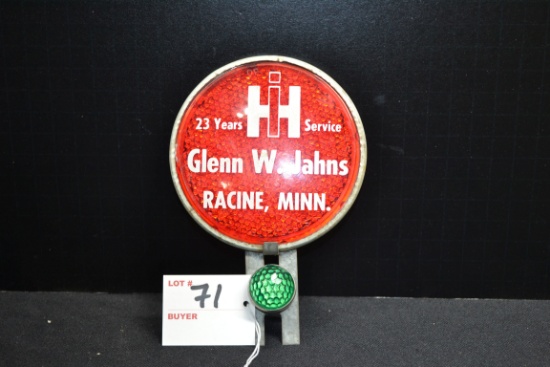 IH
23 Years Service
Glenn W. Jahns
RACINE, MINN.
LOT # 71
BUYER